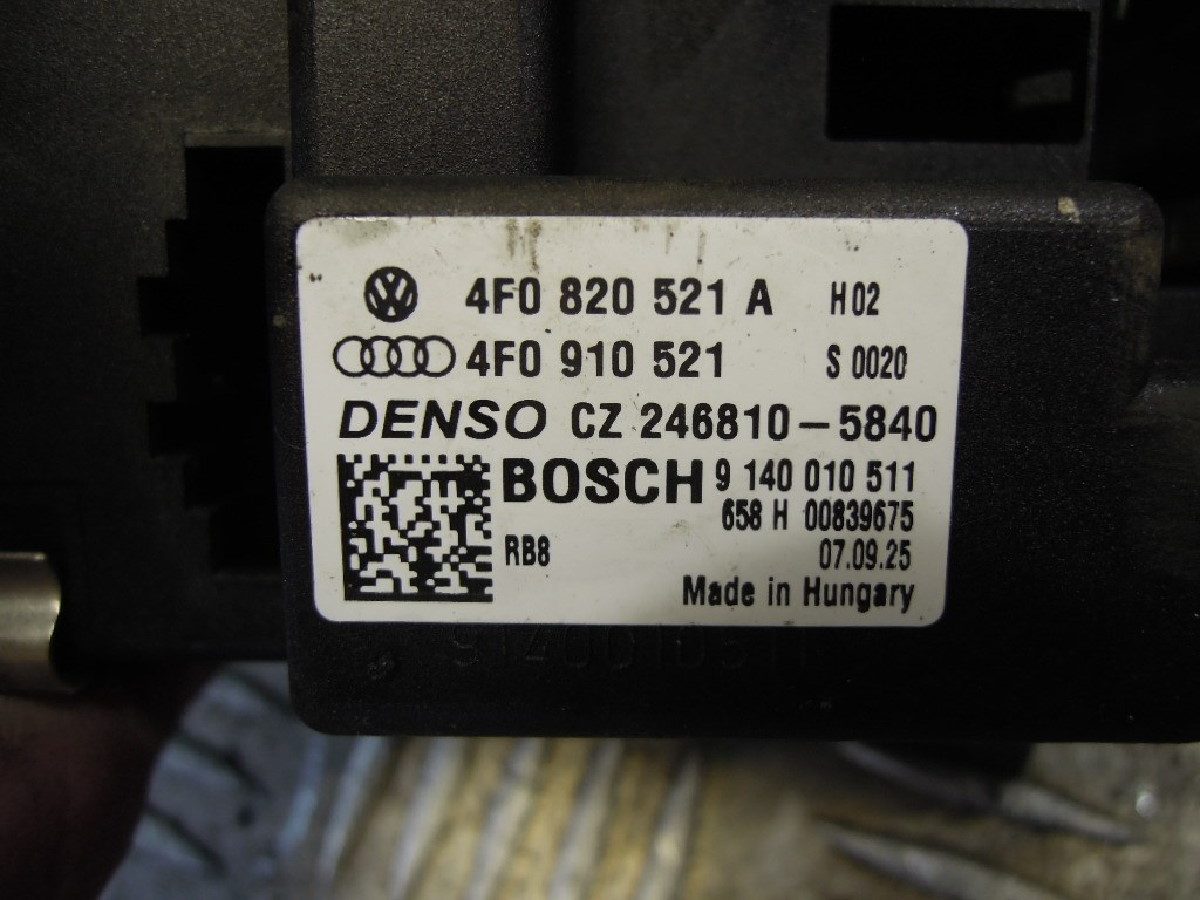 4F0 820 521 A H02
4F0 910 521 S 0020
DENSO CZ 246810-5840
BOSCH 9 140 010 511
658 H 00839675
RB8 07.09.25
Made in Hungary
9140010511